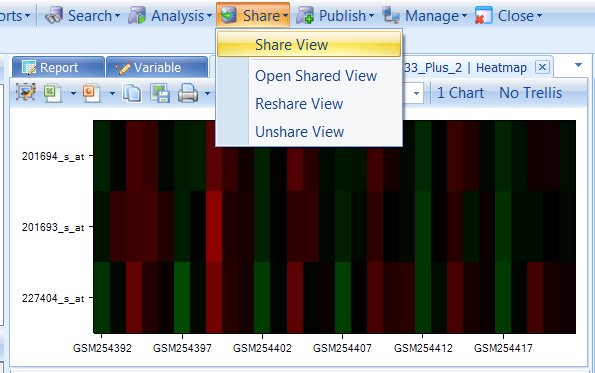 orts Search Analysis Share Publish Manage Close
Share View
Report Variable 33_Plus_2 | Heatmap
Open Shared View
1 Chart No Trellis
Reshare View
Unshare View
201694_s_at
201693_s_at
227404_s_at
GSM254392 GSM254397 GSM254402 GSM254407 GSM254412 GSM254417